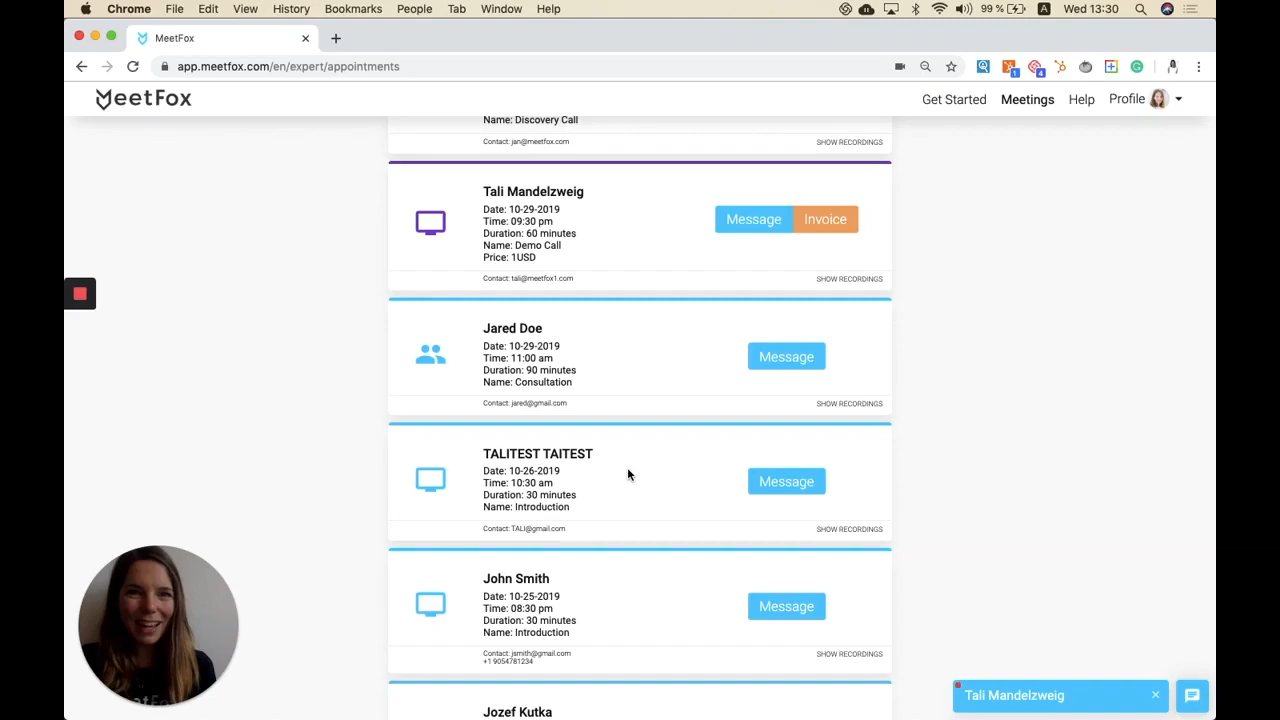 Chrome File Edit View History Bookmarks People Tab Window Help
99 % A Wed 13:30
MeetFox
app.meetfox.com/en/expert/appointments
1
4
MeetFox
Get Started Meetings Help Profile
Name: Discovery Call
Contact: jan@meetfox.com SHOW RECORDINGS
Tali Mandelzweig
Date: 10-29-2019
Time: 09:30 pm
Duration: 60 minutes
Name: Demo Call
Price: 1USD
Message Invoice
Contact: tali@meetfox1.com SHOW RECORDINGS
Jared Doe
Date: 10-29-2019
Time: 11:00 am
Duration: 90 minutes
Name: Consultation
Message
Contact: jared@gmail.com SHOW RECORDINGS
TALITEST TAITEST
Date: 10-26-2019
Time: 10:30 am
Duration: 30 minutes
Name: Introduction
Message
Contact: TALI@gmail.com SHOW RECORDINGS
John Smith
Date: 10-25-2019
Time: 08:30 pm
Duration: 30 minutes
Name: Introduction
Message
Contact: jsmith@gmail.com SHOW RECORDINGS
+1 9054781234
Jozef Kutka
Tali Mandelzweig